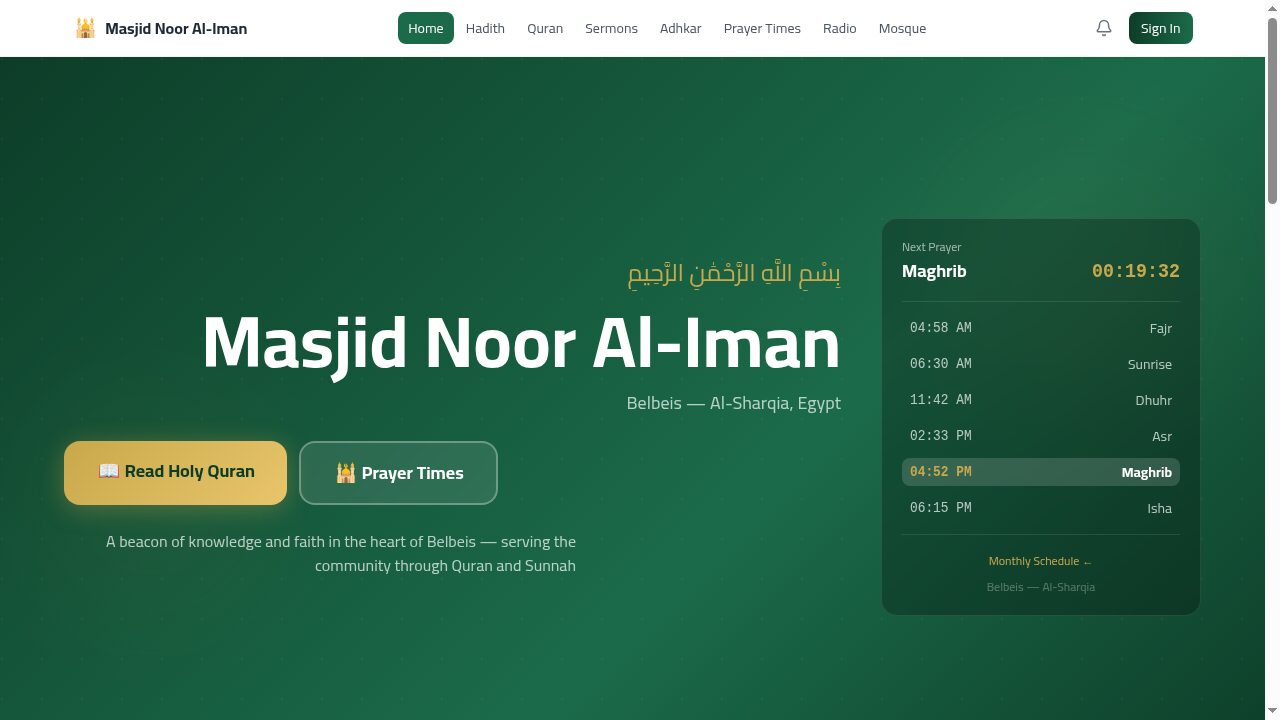 🕌 Masjid Noor Al-Iman
Home Hadith Quran Sermons Adhkar Prayer Times Radio Mosque
Sign In
بِسْمِ اللَّهِ الرَّحْمَٰنِ الرَّحِيمِ
Masjid Noor Al-Iman
Belbeis — Al-Sharqia, Egypt
📖 Read Holy Quran
🕌 Prayer Times
A beacon of knowledge and faith in the heart of Belbeis — serving the
community through Quran and Sunnah
Next Prayer
Maghrib 00:19:32
04:58 AM Fajr
06:30 AM Sunrise
11:42 AM Dhuhr
02:33 PM Asr
04:52 PM Maghrib
06:15 PM Isha
Monthly Schedule ←
Belbeis — Al-Sharqia